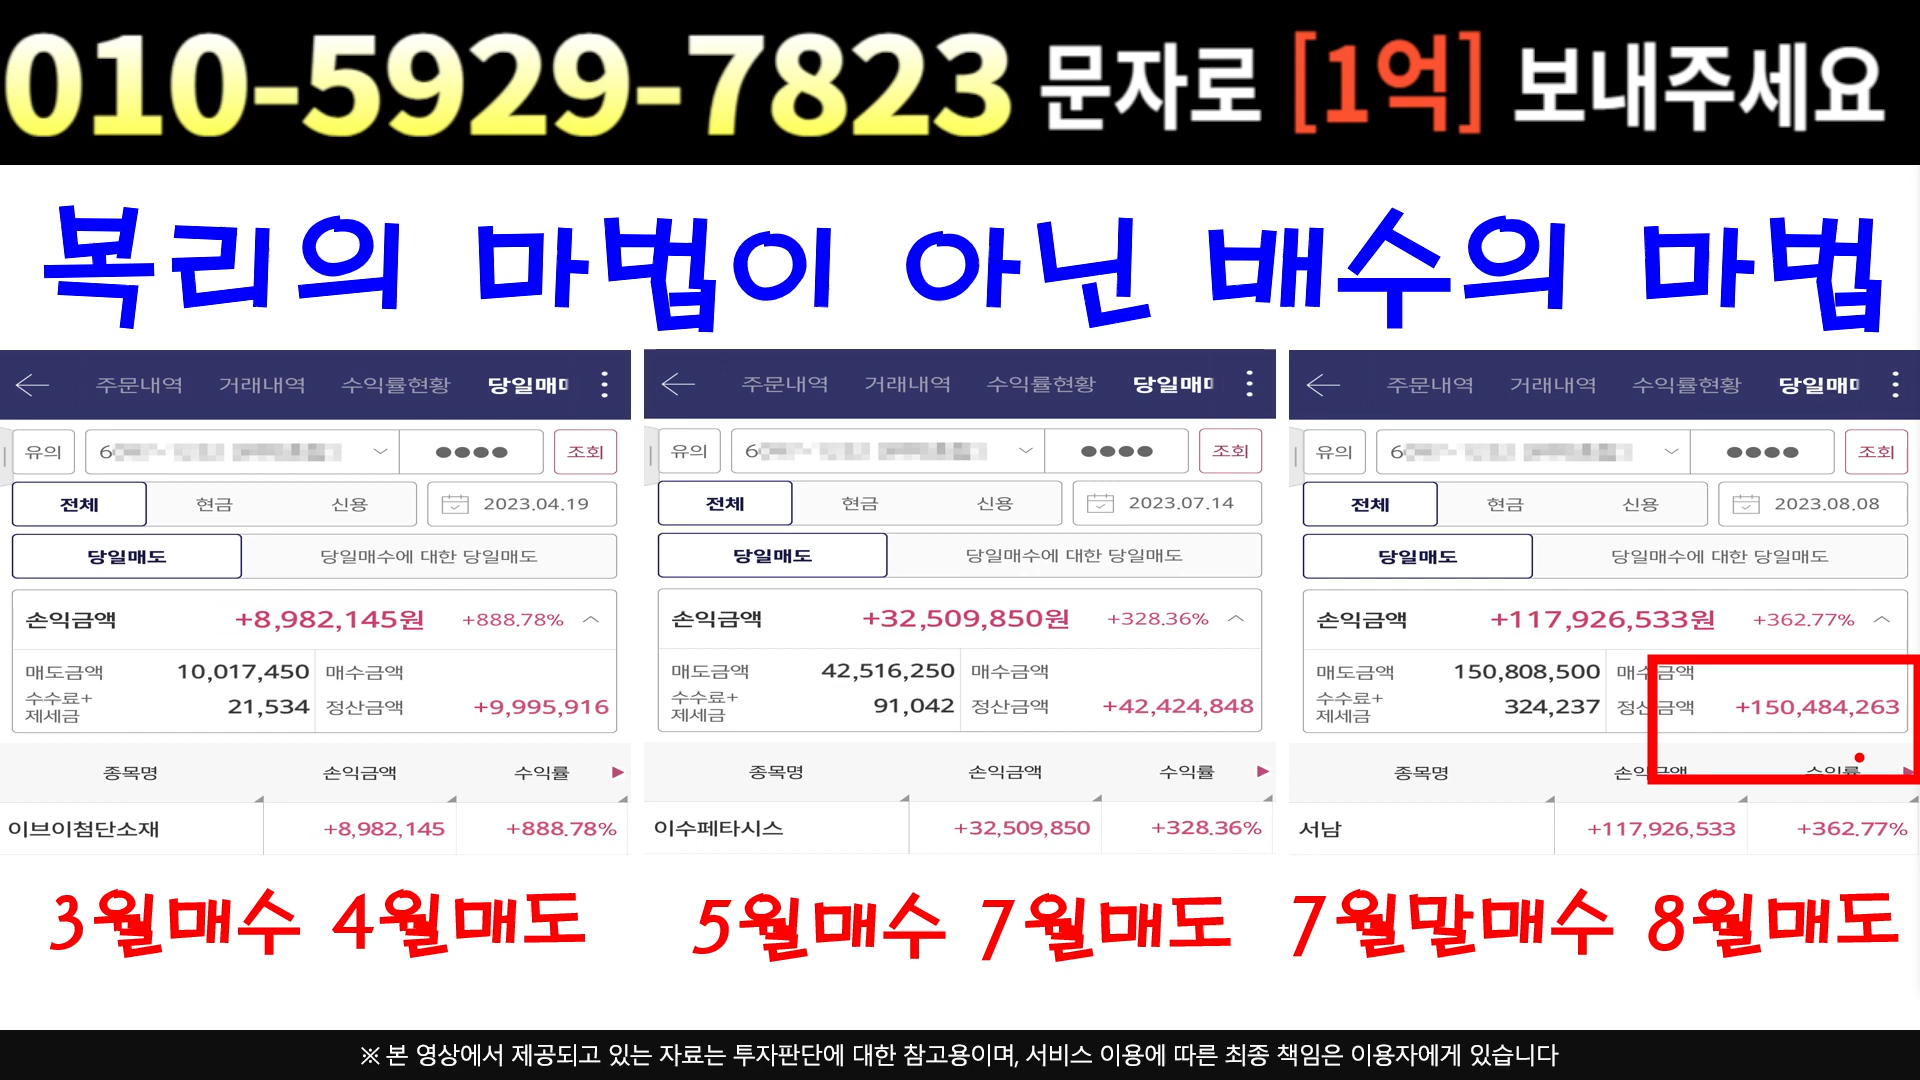 010-5929-7823 문자로 [1억] 보내주세요
복리의 마법이 아닌 배수의 마법
주문내역 거래내역 수익률현황 당일매
유의 6 ●●●● 조회
전체 현금 신용 2023.04.19
당일매도 당일매수에 대한 당일매도
손익금액 +8,982,145원 +888.78%
매도금액 10,017,450 매수금액
수수료+
제세금 21,534 정산금액 +9,995,916
종목명 손익금액 수익률
이브이첨단소재 +8,982,145 +888.78%
3월매수 4월매도
주문내역 거래내역 수익률현황 당일매
유의 6 ●●●● 조회
전체 현금 신용 2023.07.14
당일매도 당일매수에 대한 당일매도
손익금액 +32,509,850원 +328.36%
매도금액 42,516,250 매수금액
수수료+
제세금 91,042 정산금액 +42,424,848
종목명 손익금액 수익률
이수페타시스 +32,509,850 +328.36%
5월매수 7월매도
주문내역 거래내역 수익률현황 당일매
유의 6 ●●●● 조회
전체 현금 신용 2023.08.08
당일매도 당일매수에 대한 당일매도
손익금액 +117,926,533원 +362.77%
매도금액 150,808,500 매수금액
수수료+
제세금 324,237 정산금액 +150,484,263
종목명 손익금액 수익률
서남 +117,926,533 +362.77%
7월말매수 8월매도
※ 본 영상에서 제공되고 있는 자료는 투자판단에 대한 참고용이며, 서비스 이용에 따른 최종 책임은 이용자에게 있습니다